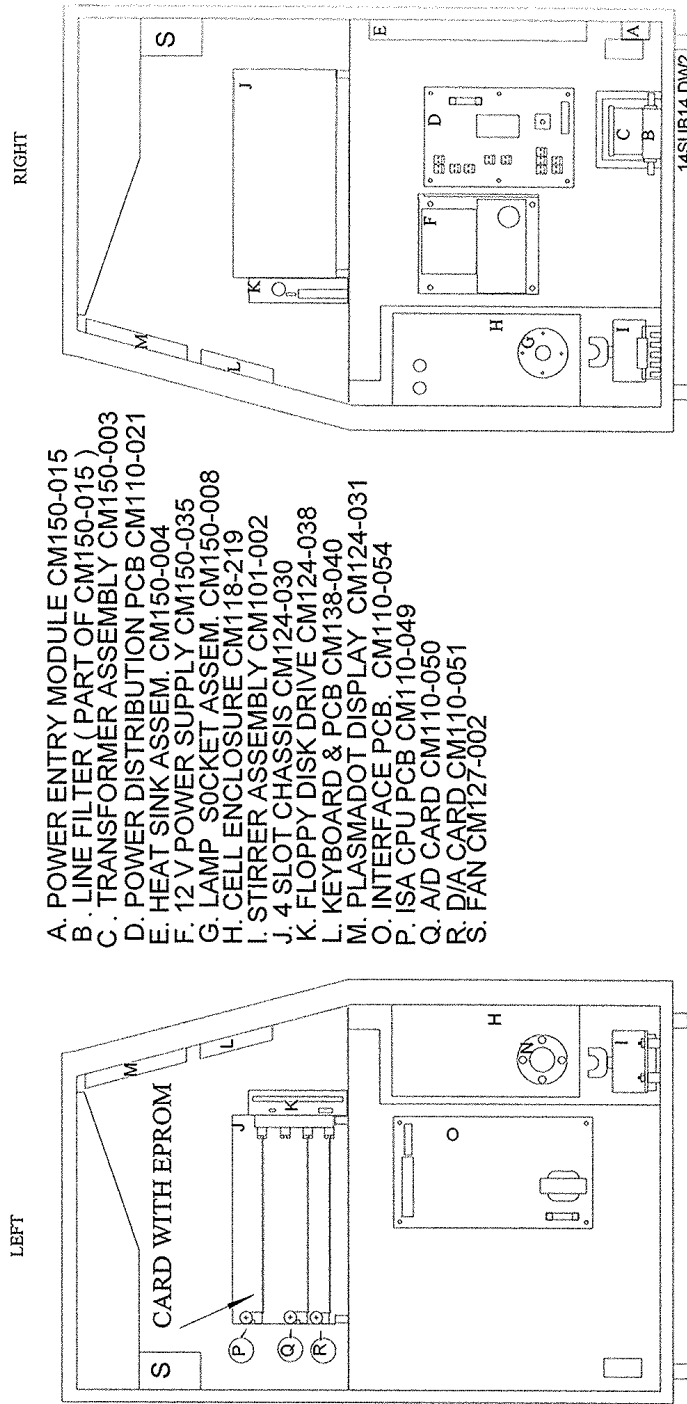 LEFT
S
CARD WITH EPROM
M
L
J
K
P
Q
R
H
N
O
I
A. POWER ENTRY MODULE CM150-015
B. LINE FILTER ( PART OF CM150-015 )
C. TRANSFORMER ASSEMBLY CM150-003
D. POWER DISTRIBUTION PCB CM110-021
E. HEAT SINK ASSEM. CM150-004
F. 12 V POWER SUPPLY CM150-035
G. LAMP SOCKET ASSEM. CM150-008
H. CELL ENCLOSURE CM118-219
I. STIRRER ASSEMBLY CM101-002
J. 4 SLOT CHASSIS CM124-030
K. FLOPPY DISK DRIVE CM124-038
L. KEYBOARD & PCB CM138-040
M. PLASMADOT DISPLAY CM124-031
O. INTERFACE PCB. CM110-054
P. ISA CPU PCB CM110-049
Q. A/D CARD CM110-050
R. D/A CARD CM110-051
S. FAN CM127-002
RIGHT
S
M
L
J
K
E
D
F
H
G
C
B
A
I
14SUB14.DW2